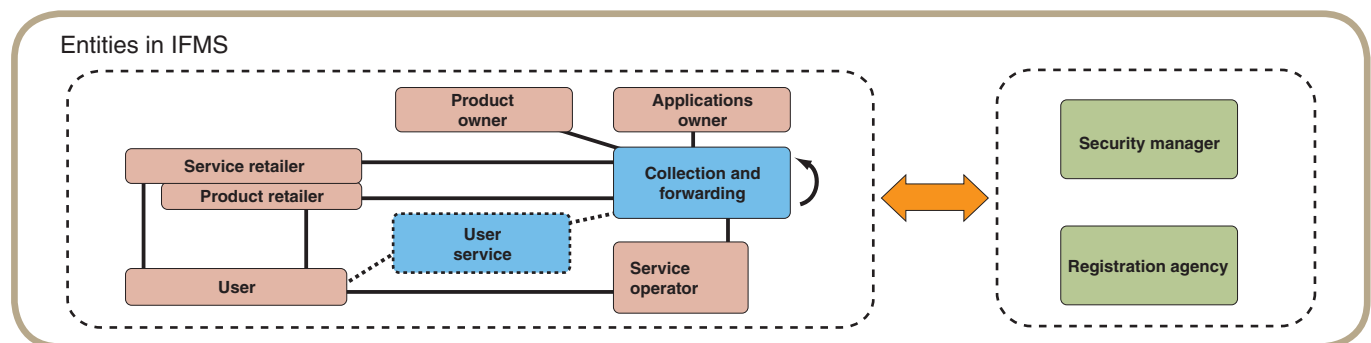 Entities in IFMS
Product
owner
Applications
owner
Service retailer
Product retailer
Collection and
forwarding
User
service
User
Service
operator
Security manager
Registration agency